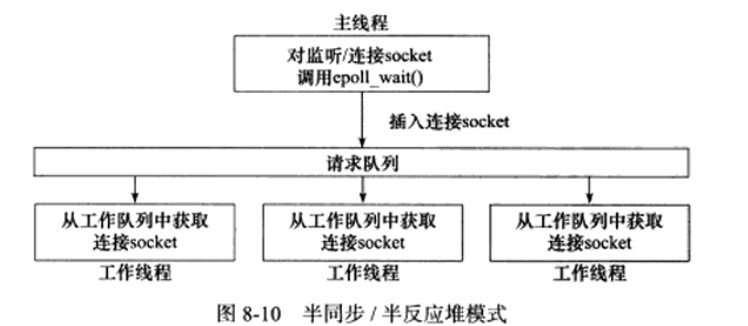 主线程
对监听/连接socket
调用epoll_wait()
插入连接socket
请求队列
从工作队列中获取
连接socket
从工作队列中获取
连接socket
从工作队列中获取
连接socket
工作线程
工作线程
工作线程
图 8-10 半同步 / 半反应堆模式